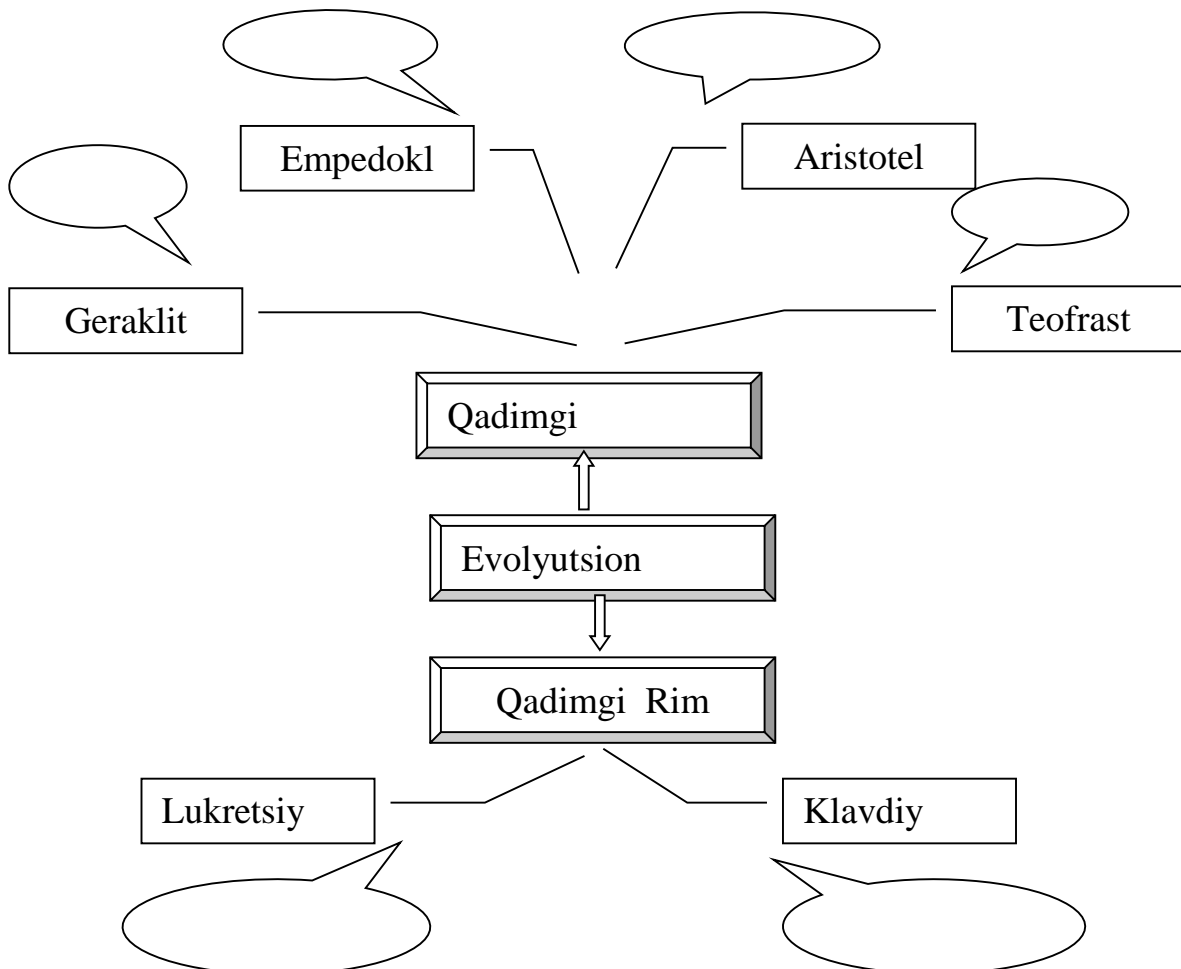 Empedokl
Aristotel
Geraklit
Teofrast
Qadimgi
Evolyutsion
Qadimgi Rim
Lukretsiy
Klavdiy